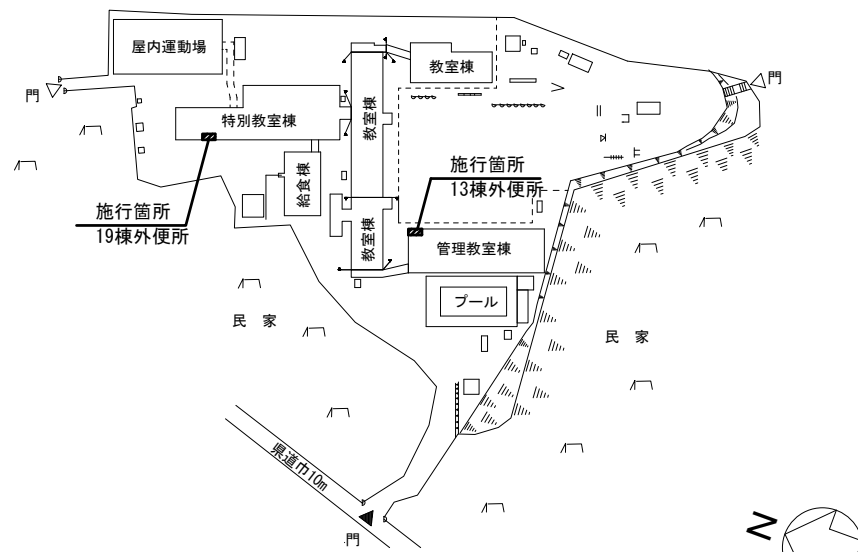 屋内運動場
教室棟
門
門
特別教室棟
教室棟
給食棟
施行箇所
13棟外便所
施行箇所
19棟外便所
教室棟
管理教室棟
プール
民 家
民 家
県道巾10m
門
N